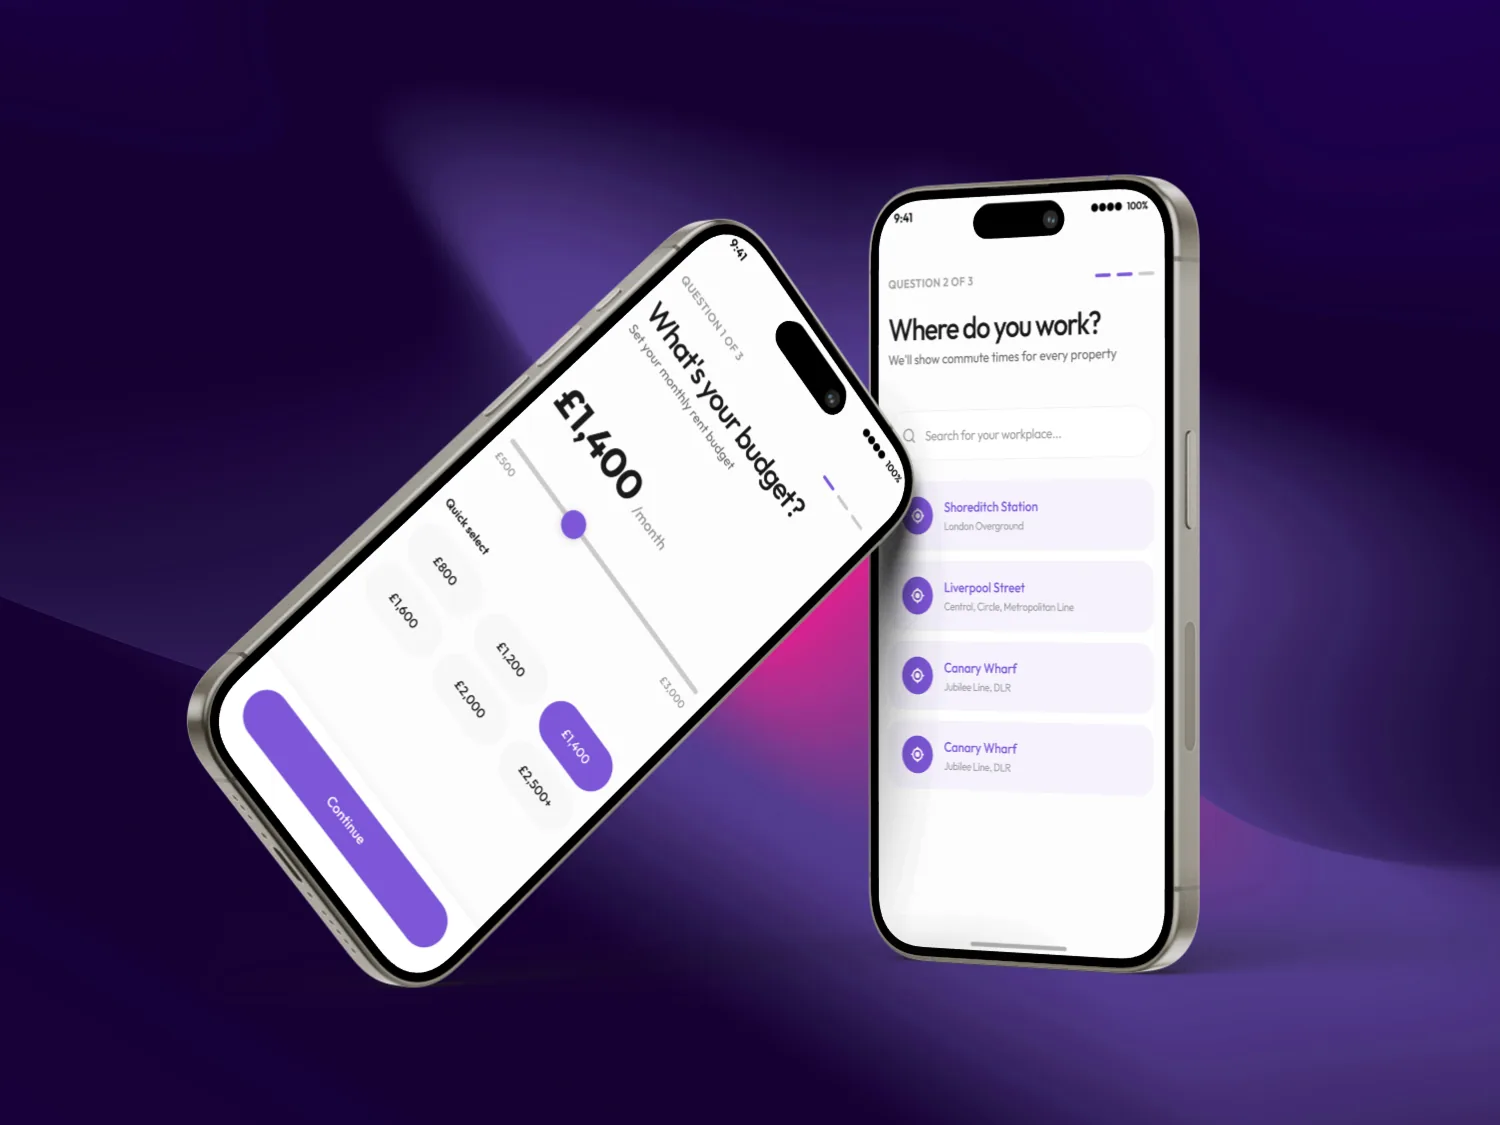 9:41
100%
QUESTION 1 OF 3
What's your budget?
Set your monthly rent budget
£1,400 /month
£500
£3,000
Quick select
£800
£1,200
£1,400
£1,600
£2,000
£2,500+
Continue
9:41
100%
QUESTION 2 OF 3
Where do you work?
We'll show commute times for every property
Search for your workplace...
Shoreditch Station
London Overground
Liverpool Street
Central, Circle, Metropolitan Line
Canary Wharf
Jubilee Line, DLR
Canary Wharf
Jubilee Line, DLR